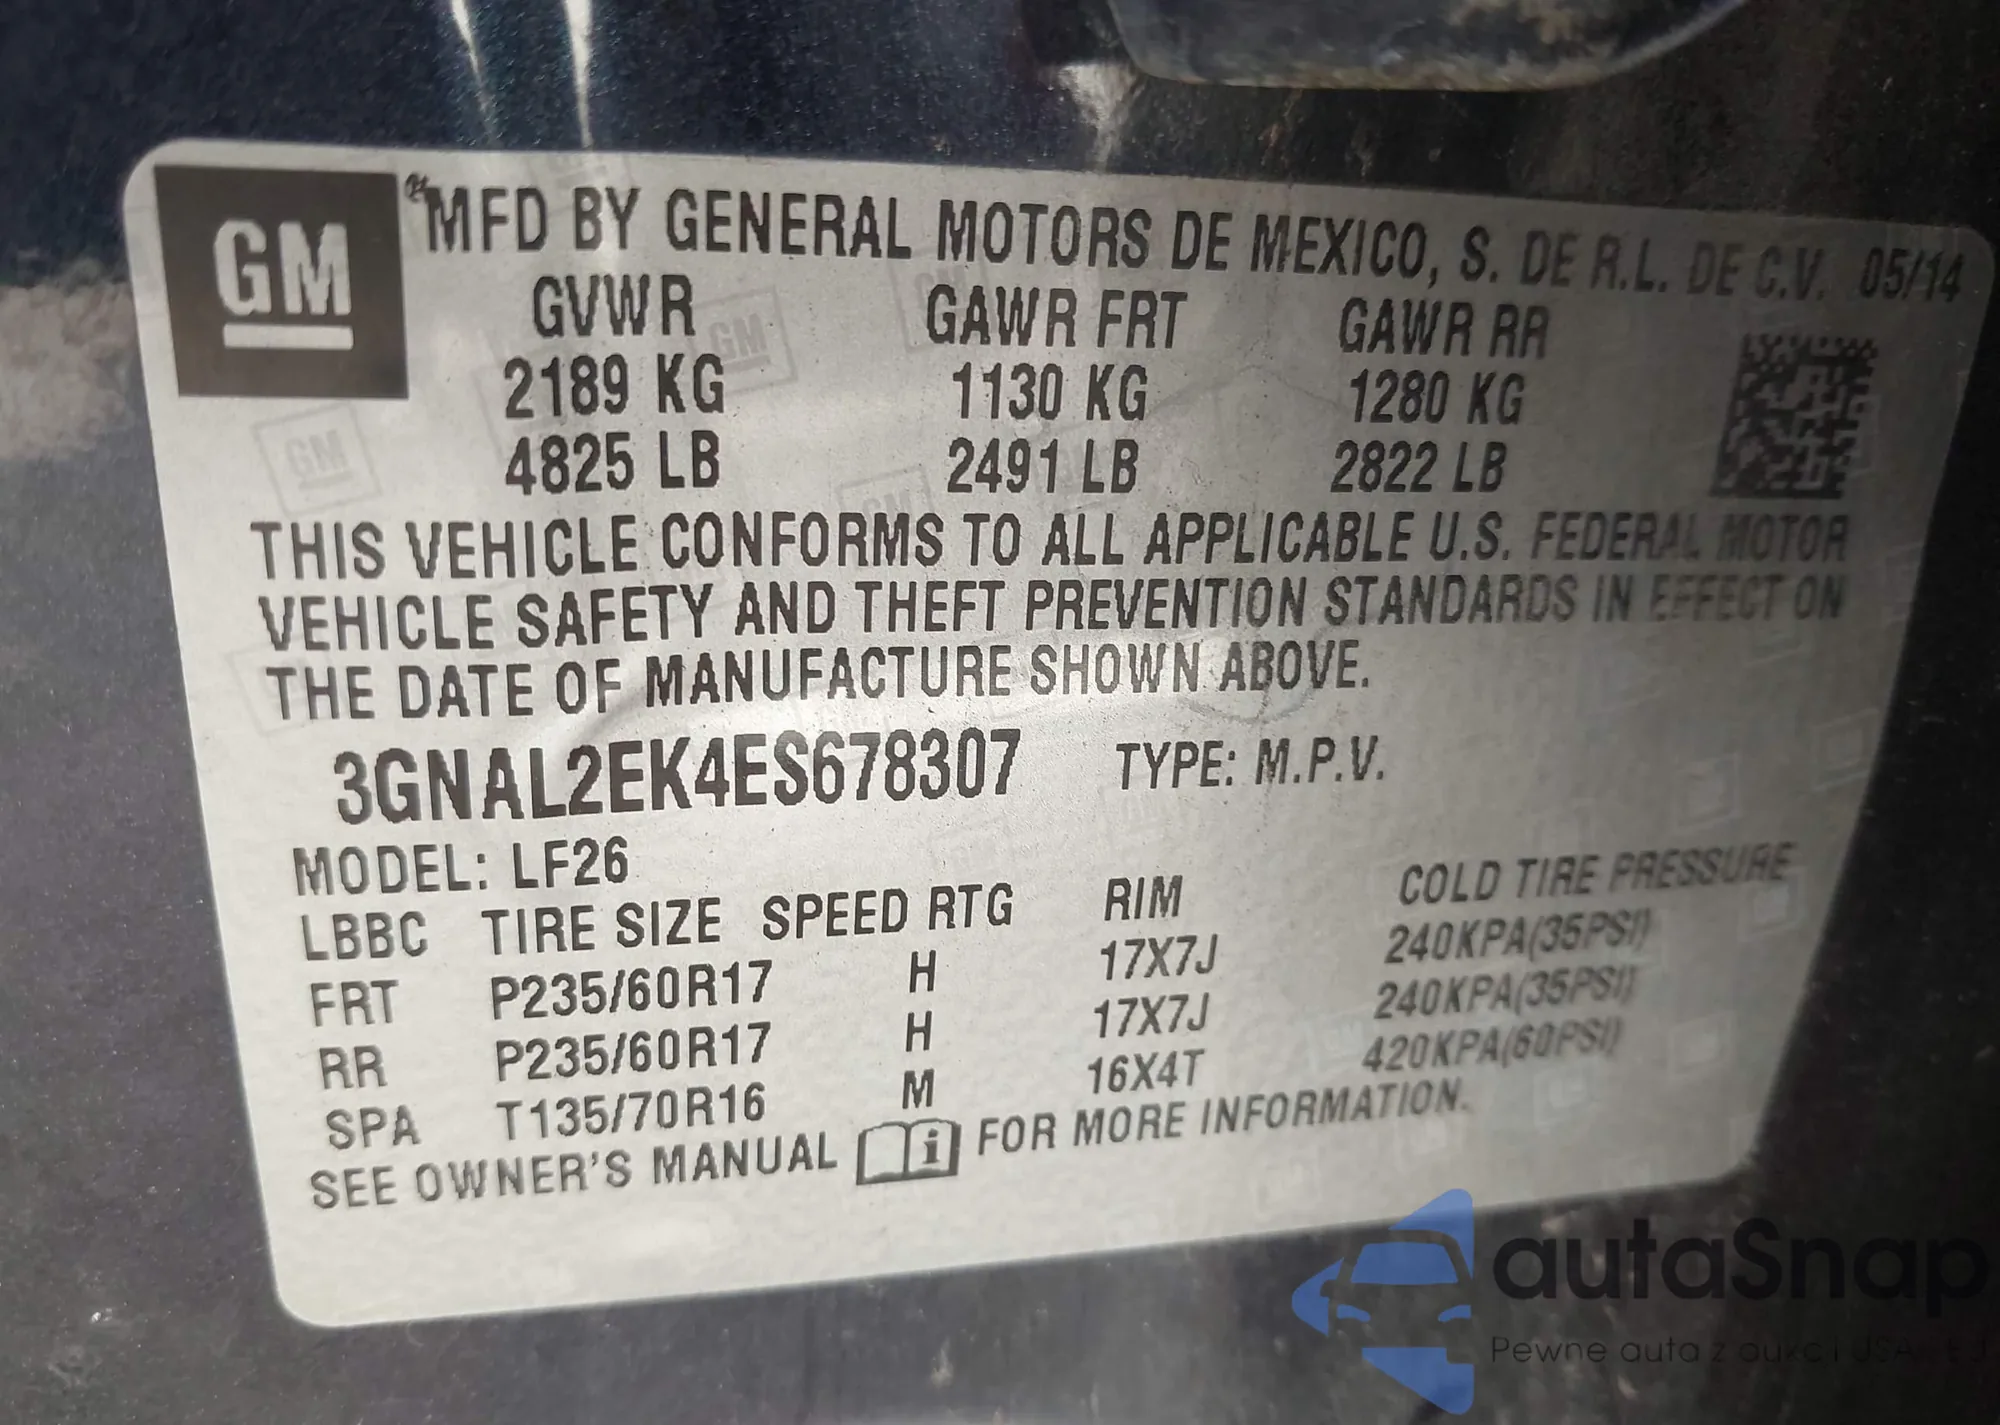 GM
MFD BY GENERAL MOTORS DE MEXICO, S. DE R.L. DE C.V. 05/14
GVWR GAWR FRT GAWR RR
2189 KG 1130 KG 1280 KG
4825 LB 2491 LB 2822 LB
THIS VEHICLE CONFORMS TO ALL APPLICABLE U.S. FEDERAL MOTOR
VEHICLE SAFETY AND THEFT PREVENTION STANDARDS IN EFFECT ON
THE DATE OF MANUFACTURE SHOWN ABOVE.
3GNAL2EK4ES678307 TYPE: M.P.V.
MODEL: LF26
LBBC TIRE SIZE SPEED RTG RIM COLD TIRE PRESSURE
FRT P235/60R17 H 17X7J 240KPA(35PSI)
RR P235/60R17 H 17X7J 240KPA(35PSI)
SPA T135/70R16 M 16X4T 420KPA(60PSI)
SEE OWNER'S MANUAL i FOR MORE INFORMATION.
autaSnap
Pewne auta z aukcji USA